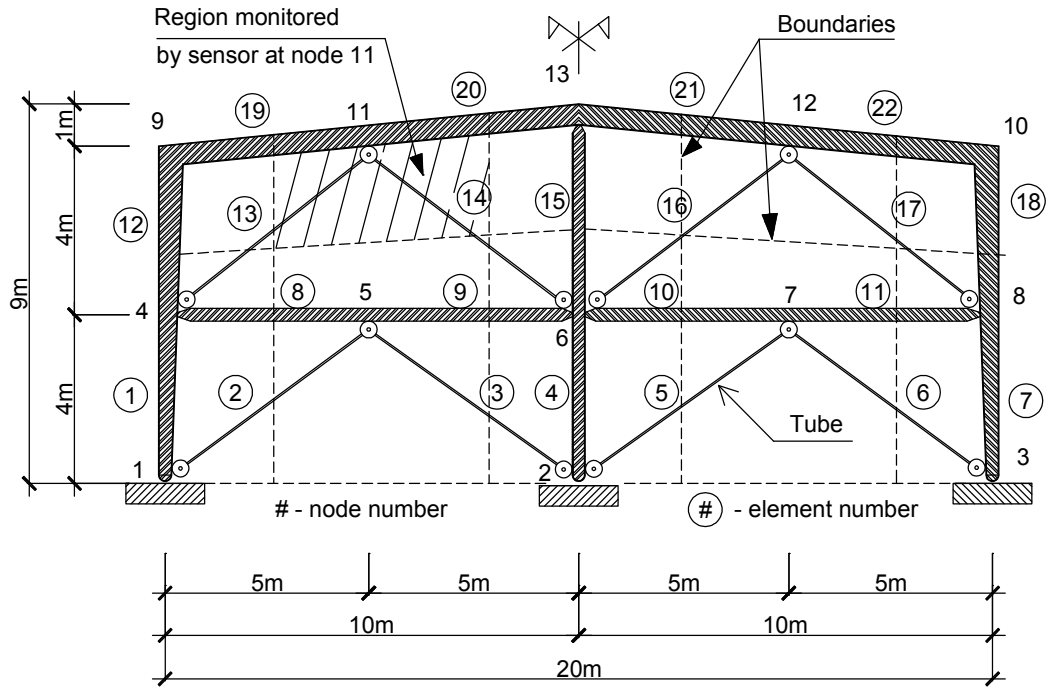 Region monitored
by sensor at node 11
Boundaries
13
20
21
19
11
12
22
9
10
1m
12
13
14
15
16
17
18
4m
9m
4
8
5
9
10
7
11
8
6
1
2
3
4
5
6
7
4m
Tube
1
2
3
# - node number
# - element number
5m
5m
5m
5m
10m
10m
20m